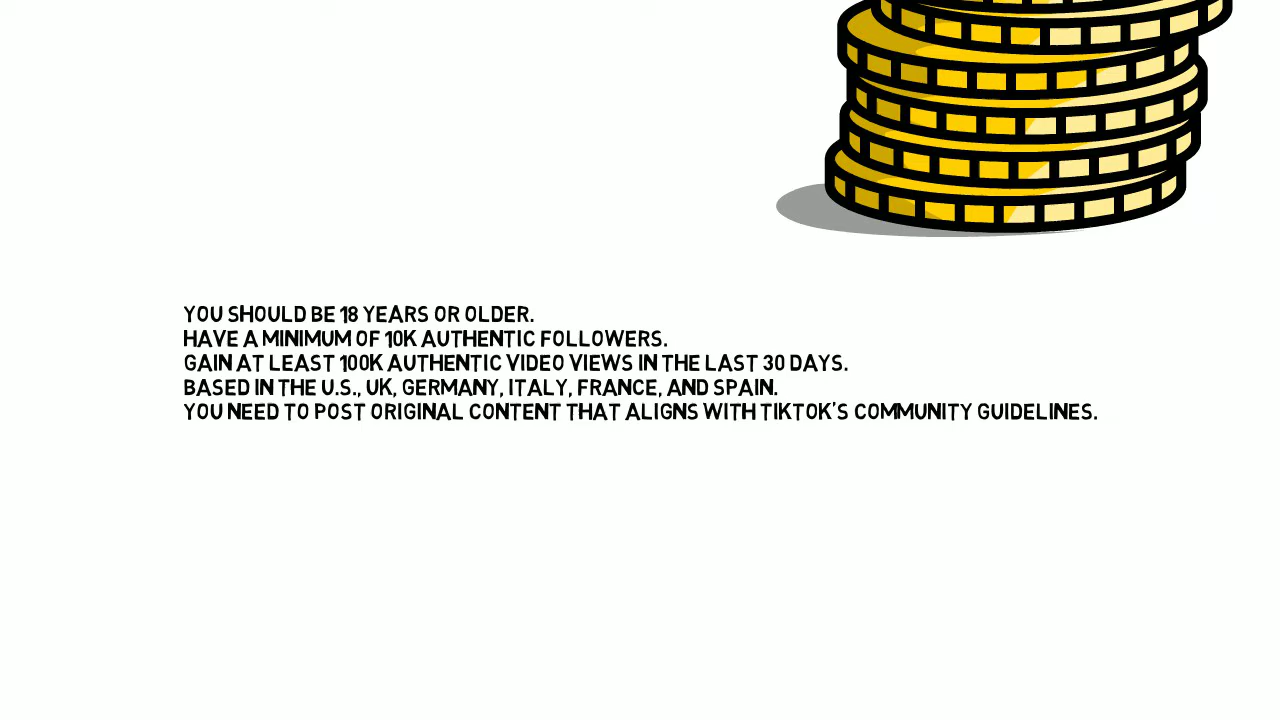 YOU SHOULD BE 18 YEARS OR OLDER.
HAVE A MINIMUM OF 10K AUTHENTIC FOLLOWERS.
GAIN AT LEAST 100K AUTHENTIC VIDEO VIEWS IN THE LAST 30 DAYS.
BASED IN THE U.S., UK, GERMANY, ITALY, FRANCE, AND SPAIN.
YOU NEED TO POST ORIGINAL CONTENT THAT ALIGNS WITH TIKTOK'S COMMUNITY GUIDELINES.